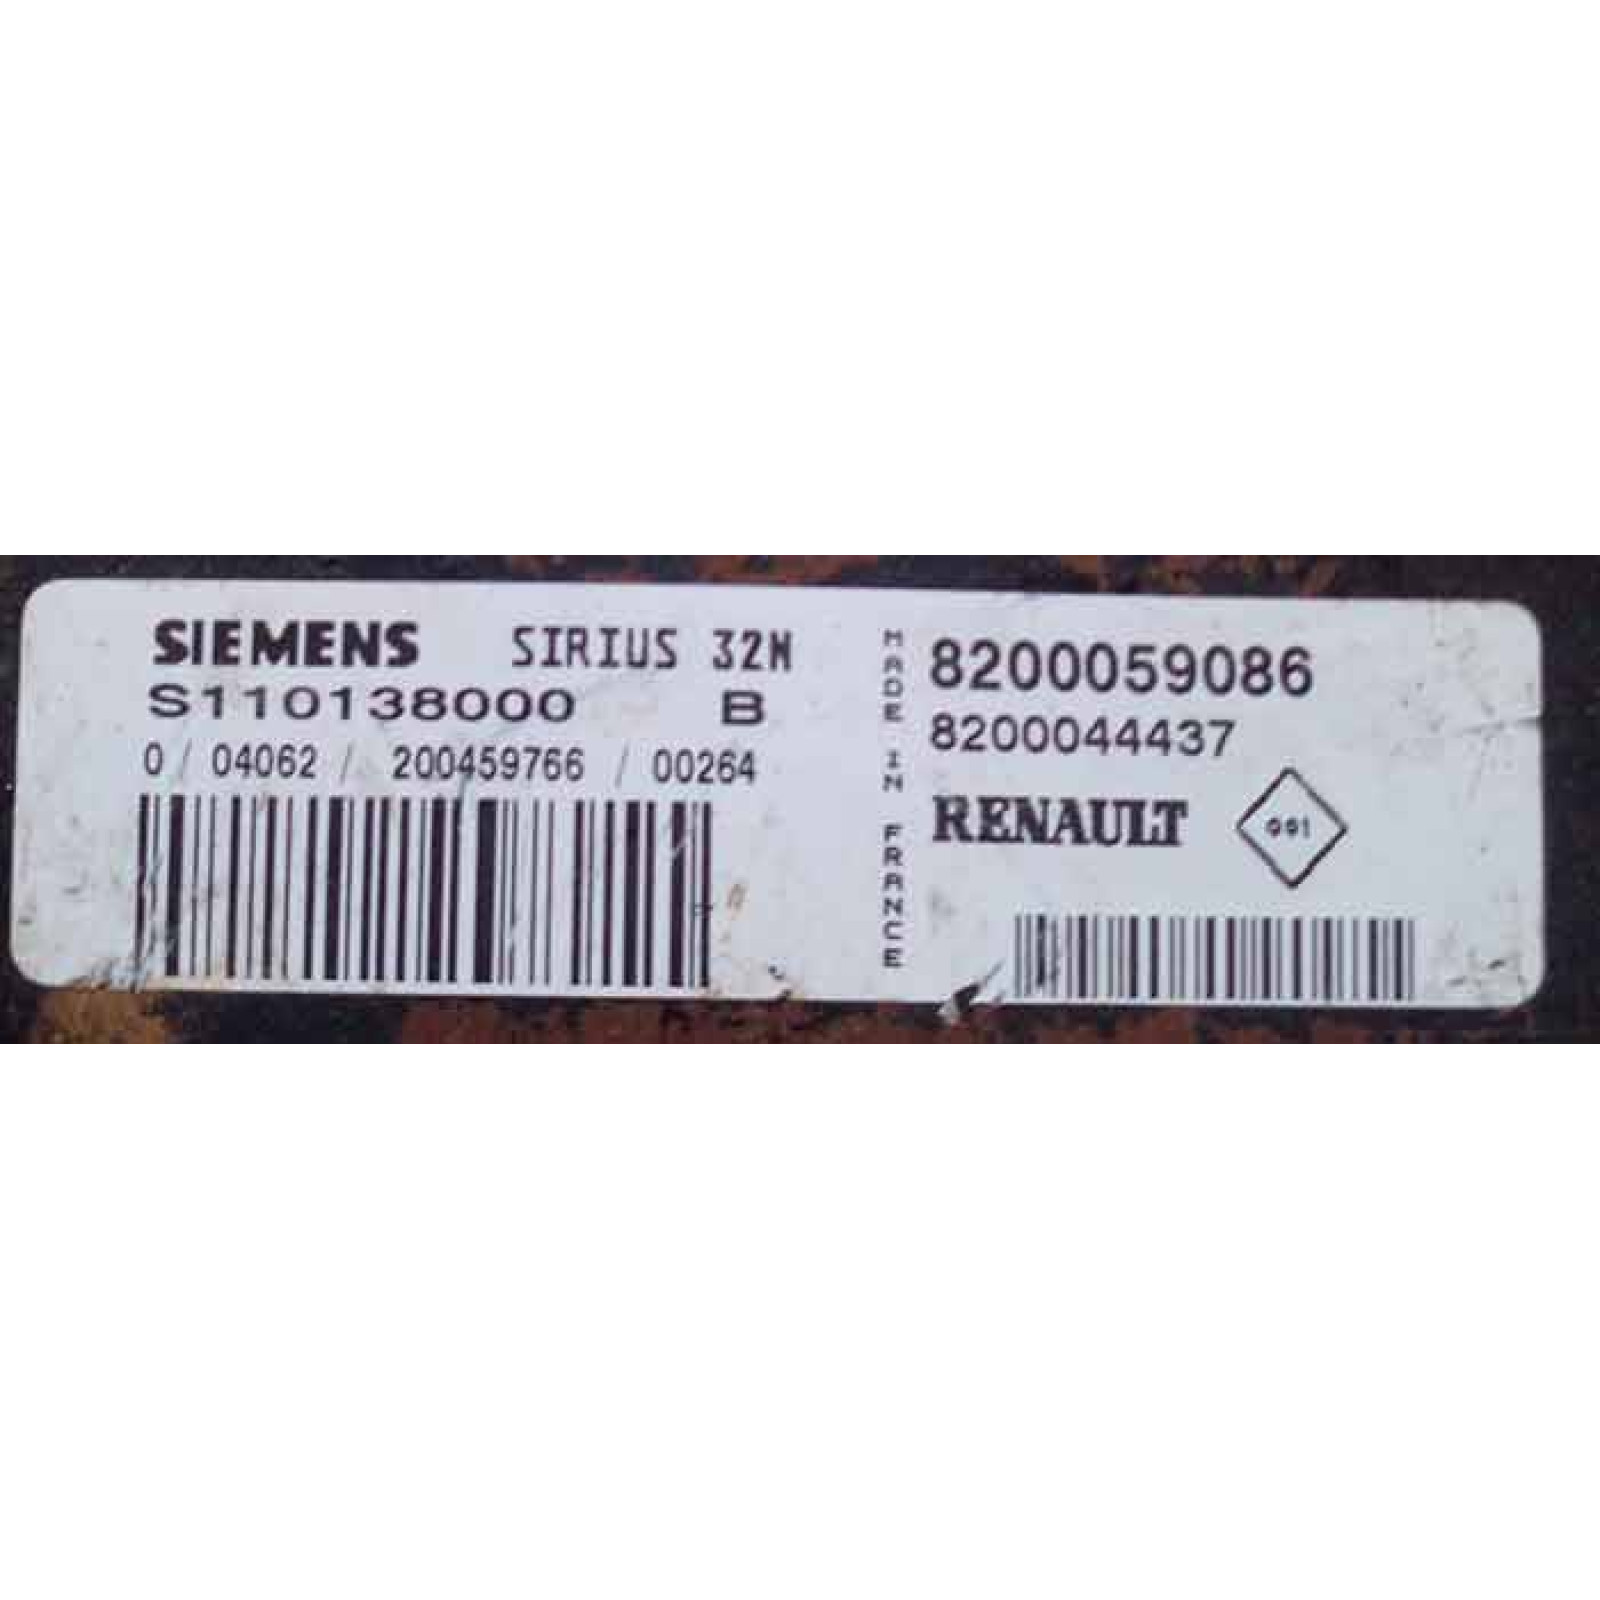 SIEMENS SIRIUS 32N
S110138000 B
0 / 04062 / 200459766 / 00264
MADE IN FRANCE
8200059086
8200044437
RENAULT